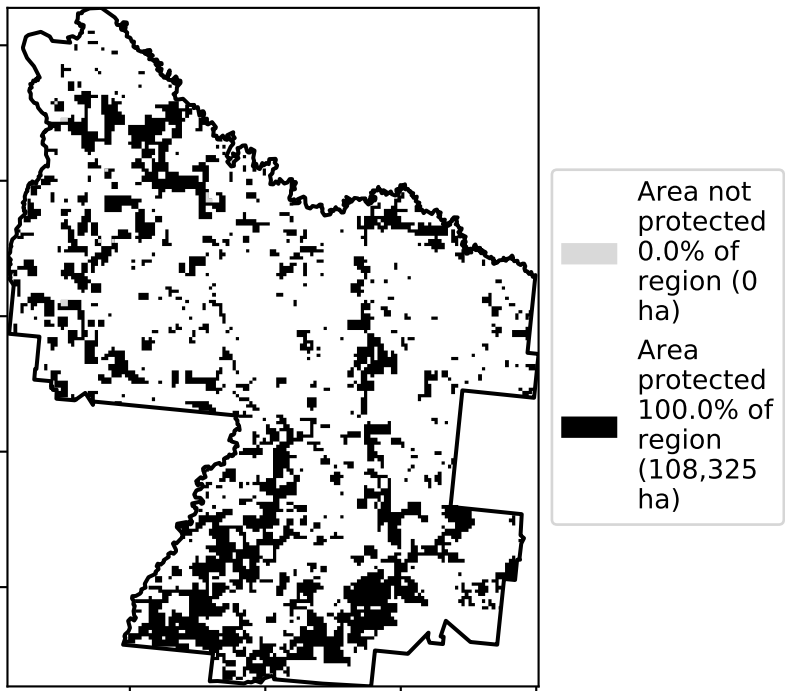 Area not
protected
0.0% of
region (0
ha)
Area
protected
100.0% of
region
(108,325
ha)